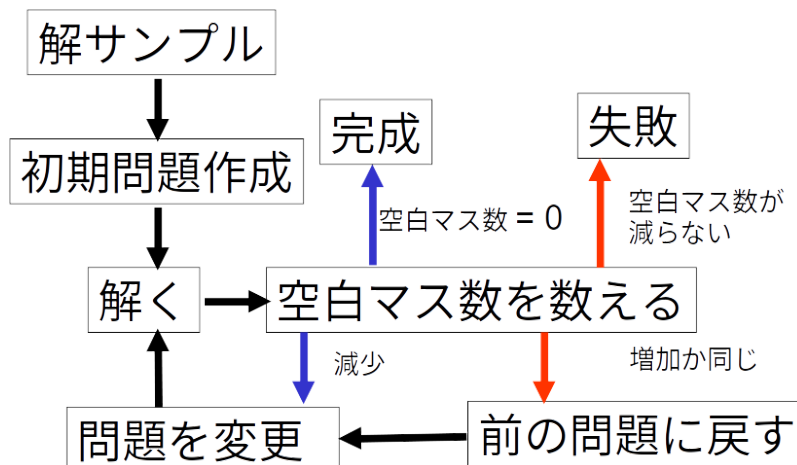 解サンプル
完成
失敗
初期問題作成
空白マス数 = 0
空白マス数が
減らない
解く
空白マス数を数える
減少
増加か同じ
問題を変更
前の問題に戻す